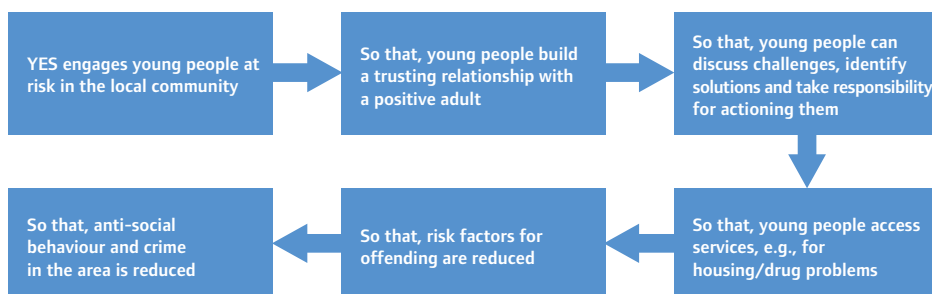 YES engages young people at
risk in the local community
So that, young people build
a trusting relationship with
a positive adult
So that, young people can
discuss challenges, identify
solutions and take responsibility
for actioning them
So that, young people access
services, e.g., for
housing/drug problems
So that, risk factors for
offending are reduced
So that, anti-social
behaviour and crime
in the area is reduced